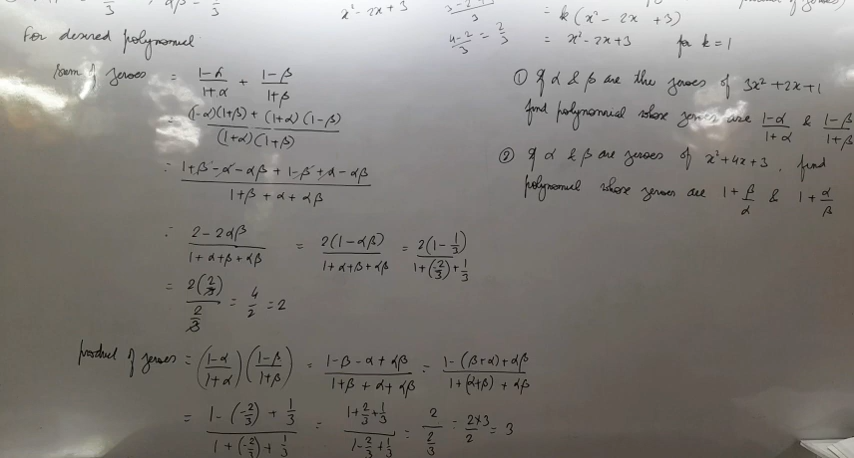 x² - 2x + 3
4-2/3 = 2/3
= k(x² - 2x + 3)
= x² - 2x + 3 for k = 1
For desired polynomial
Sum of zeroes = (1-α)/(1+α) + (1-β)/(1+β)
= ((1-α)(1+β) + (1+α)(1-β))/((1+α)(1+β))
= (1+β-α-αβ + 1-β+α-αβ)/(1+β+α+αβ)
= (2-2αβ)/(1+α+β+αβ) = 2(1-αβ)/(1+α+β+αβ) = 2(1-1/3)/(1+(-2/3)+1/3)
= 2(2/3)/(2/3) = 4/2 = 2
product of zeroes = ((1-α)/(1+α)) ((1-β)/(1+β)) = (1-β-α+αβ)/(1+β+α+αβ) = (1-(β+α)+αβ)/(1+(α+β)+αβ)
= (1-(-2/3)+1/3)/(1+(-2/3)+1/3) = (1+2/3+1/3)/(1-2/3+1/3) = 2/(2/3) = 2×3/2 = 3
① If α & β are the zeroes of 3x²+2x+1
find polynomial whose zeroes are (1-α)/(1+α) & (1-β)/(1+β)
② If α & β are zeroes of x²+4x+3, find
polynomial whose zeroes are 1+β/α & 1+α/β